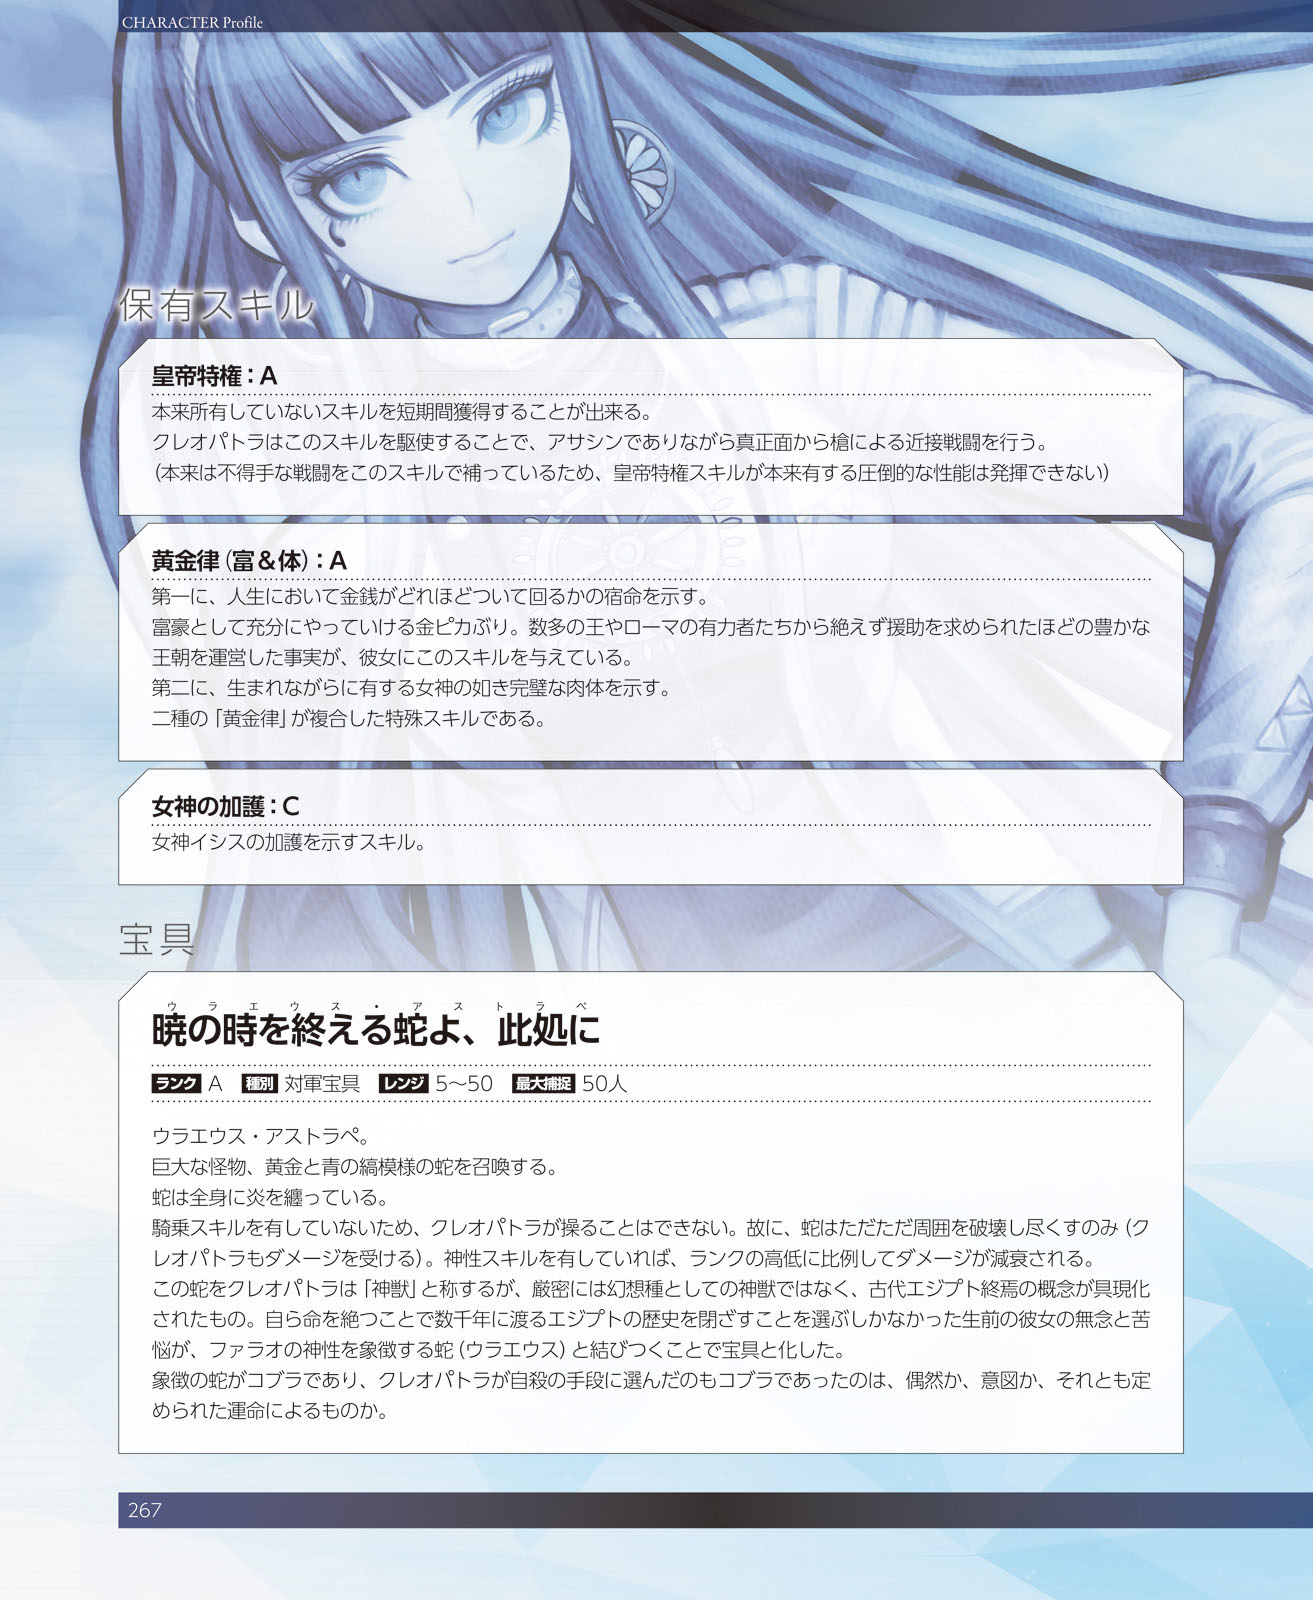 CHARACTER Profile
保有スキル
皇帝特権：A
本来所有していないスキルを短期間獲得することが出来る。
クレオパトラはこのスキルを駆使することで、アサシンでありながら真正面から槍による近接戦闘を行う。
（本来は不得手な戦闘をこのスキルで補っているため、皇帝特権スキルが本来有する圧倒的な性能は発揮できない）
黄金律（富＆体）：A
第一に、人生において金銭がどれほどついて回るかの宿命を示す。
富豪として充分にやっていける金ピカぶり。数多の王やローマの有力者たちから絶えず援助を求められたほどの豊かな
王朝を運営した事実が、彼女にこのスキルを与えている。
第二に、生まれながらに有する女神の如き完璧な肉体を示す。
二種の「黄金律」が複合した特殊スキルである。
女神の加護：C
女神イシスの加護を示すスキル。
宝具
ウラエウス・アストラペ
暁の時を終える蛇よ、此処に
ランク A 種別 対軍宝具 レンジ 5〜50 最大捕捉 50人
ウラエウス・アストラペ。
巨大な怪物、黄金と青の縞模様の蛇を召喚する。
蛇は全身に炎を纏っている。
騎乗スキルを有していないため、クレオパトラが操ることはできない。故に、蛇はただただ周囲を破壊し尽くすのみ（ク
レオパトラもダメージを受ける）。神性スキルを有していれば、ランクの高低に比例してダメージが減衰される。
この蛇をクレオパトラは「神獣」と称するが、厳密には幻想種としての神獣ではなく、古代エジプト終焉の概念が具現化
されたもの。自ら命を絶つことで数千年に渡るエジプトの歴史を閉ざすことを選ぶしかなかった生前の彼女の無念と苦
悩が、ファラオの神性を象徴する蛇（ウラエウス）と結びつくことで宝具と化した。
象徴の蛇がコブラであり、クレオパトラが自殺の手段に選んだのもコブラであったのは、偶然か、意図か、それとも定
められた運命によるものか。
267